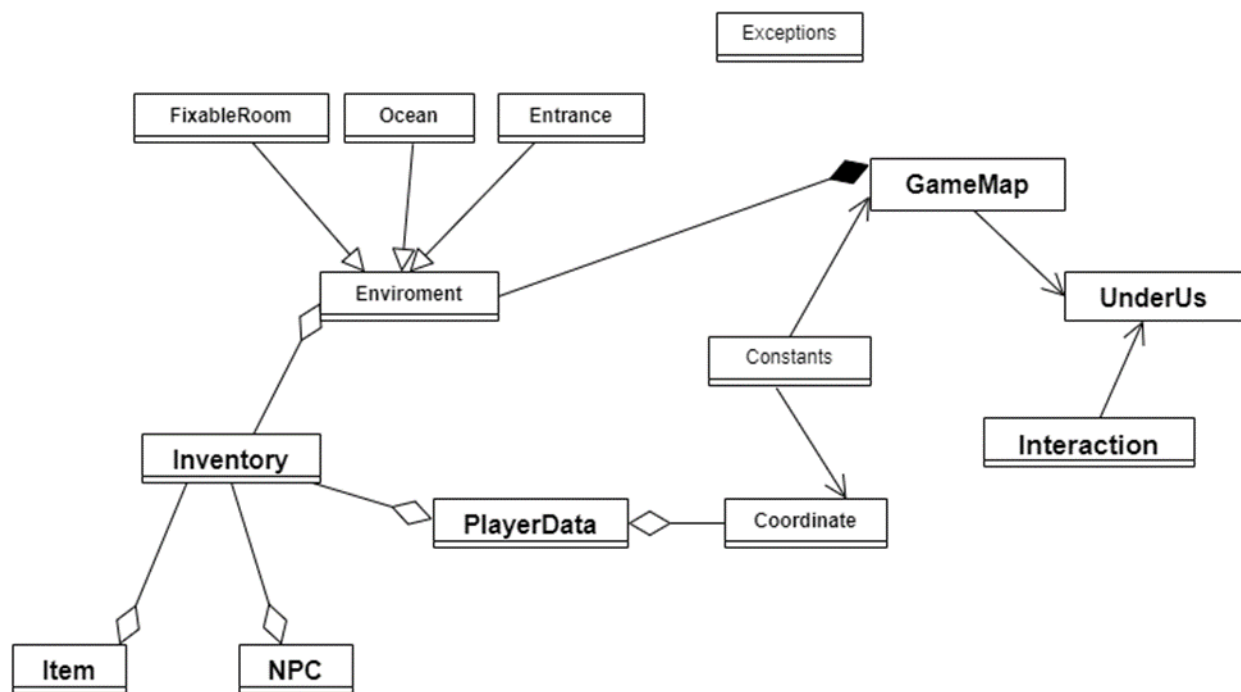 Exceptions
FixableRoom
Ocean
Entrance
GameMap
Enviroment
UnderUs
Constants
Interaction
Inventory
PlayerData
Coordinate
Item
NPC